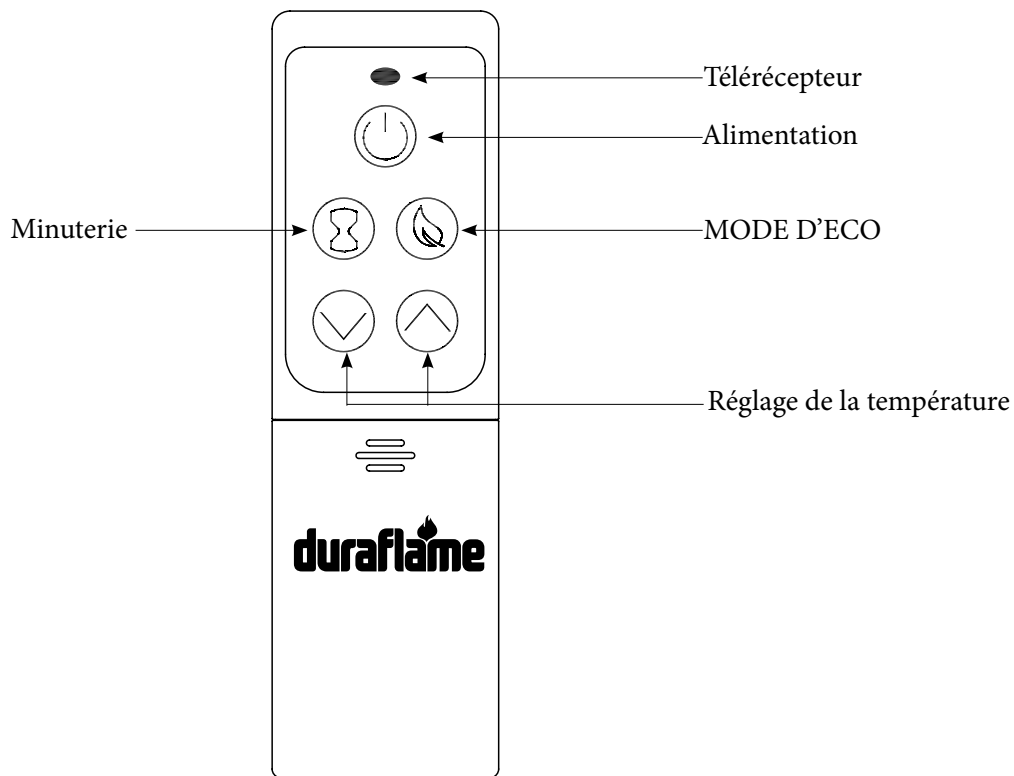 Télérécepteur
Alimentation
Minuterie
MODE D'ECO
Réglage de la température
duraflame